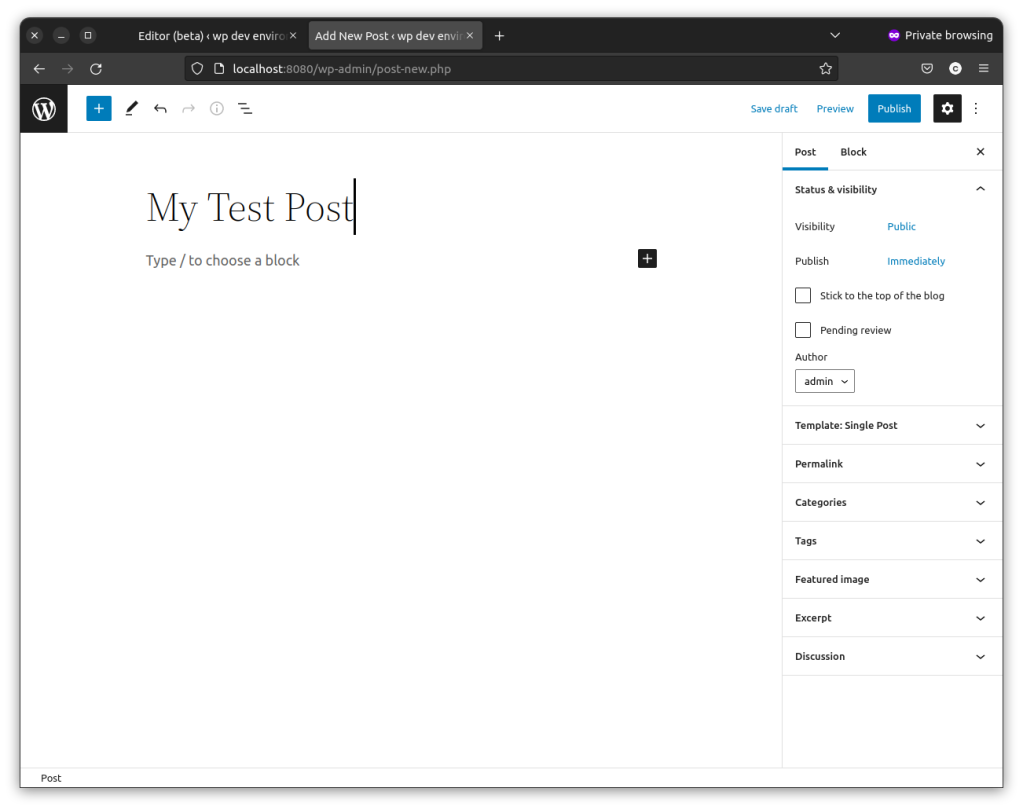 Editor (beta) ‹ wp dev enviro
Add New Post ‹ wp dev envir
Private browsing
localhost:8080/wp-admin/post-new.php
Save draft
Preview
Publish
Post
Block
My Test Post
Type / to choose a block
Status & visibility
Visibility
Public
Publish
Immediately
Stick to the top of the blog
Pending review
Author
admin
Template: Single Post
Permalink
Categories
Tags
Featured image
Excerpt
Discussion
Post